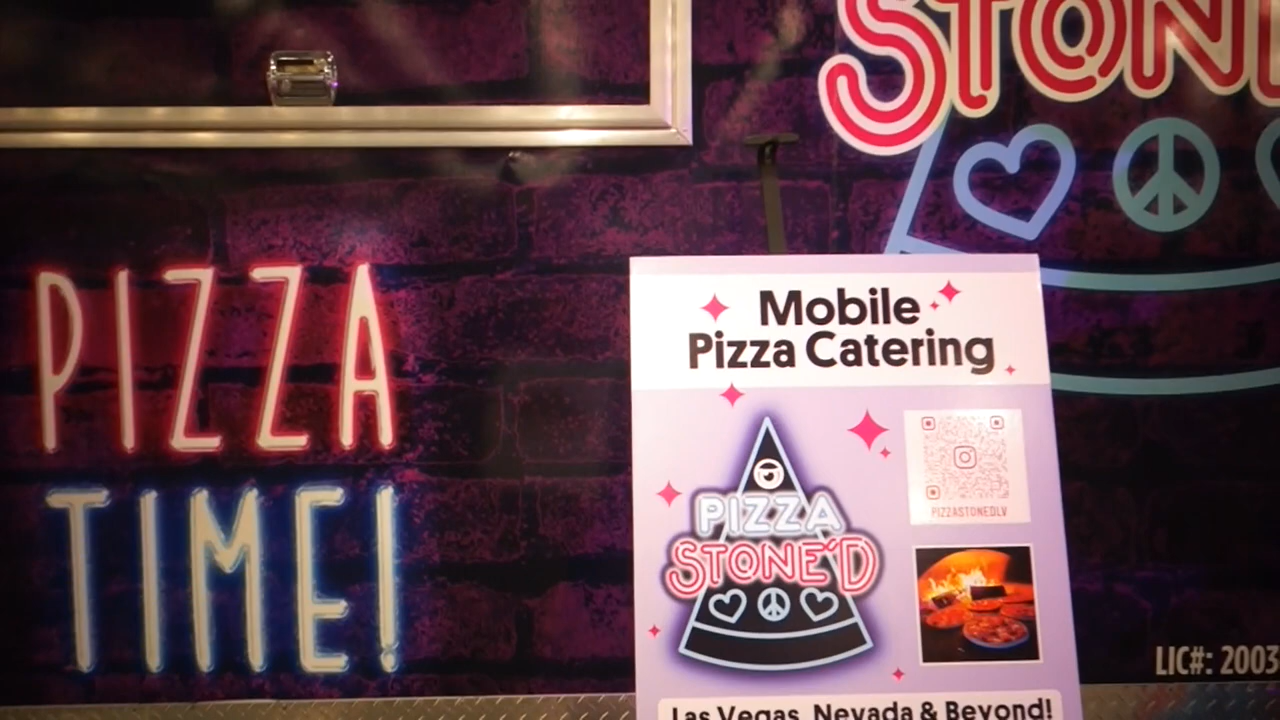 STONE
PIZZA
TIME!
Mobile
Pizza Catering
PIZZA
STONE'D
PIZZASTONEDLV
Las Vegas, Nevada & Beyond!
LIC#: 2003